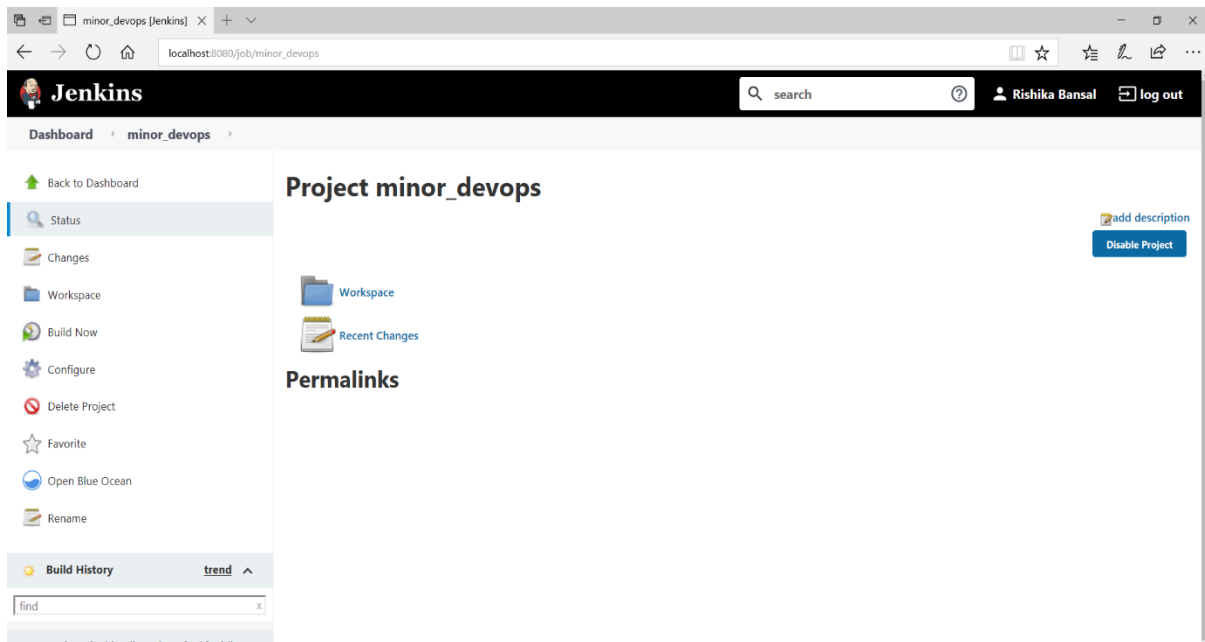 minor_devops [Jenkins]
localhost:8080/job/minor_devops
Jenkins
search
Rishika Bansal
log out
Dashboard
minor_devops
Back to Dashboard
Status
Changes
Workspace
Build Now
Configure
Delete Project
Favorite
Open Blue Ocean
Rename
Build History
trend
find
x
Project minor_devops
add description
Disable Project
Workspace
Recent Changes
Permalinks